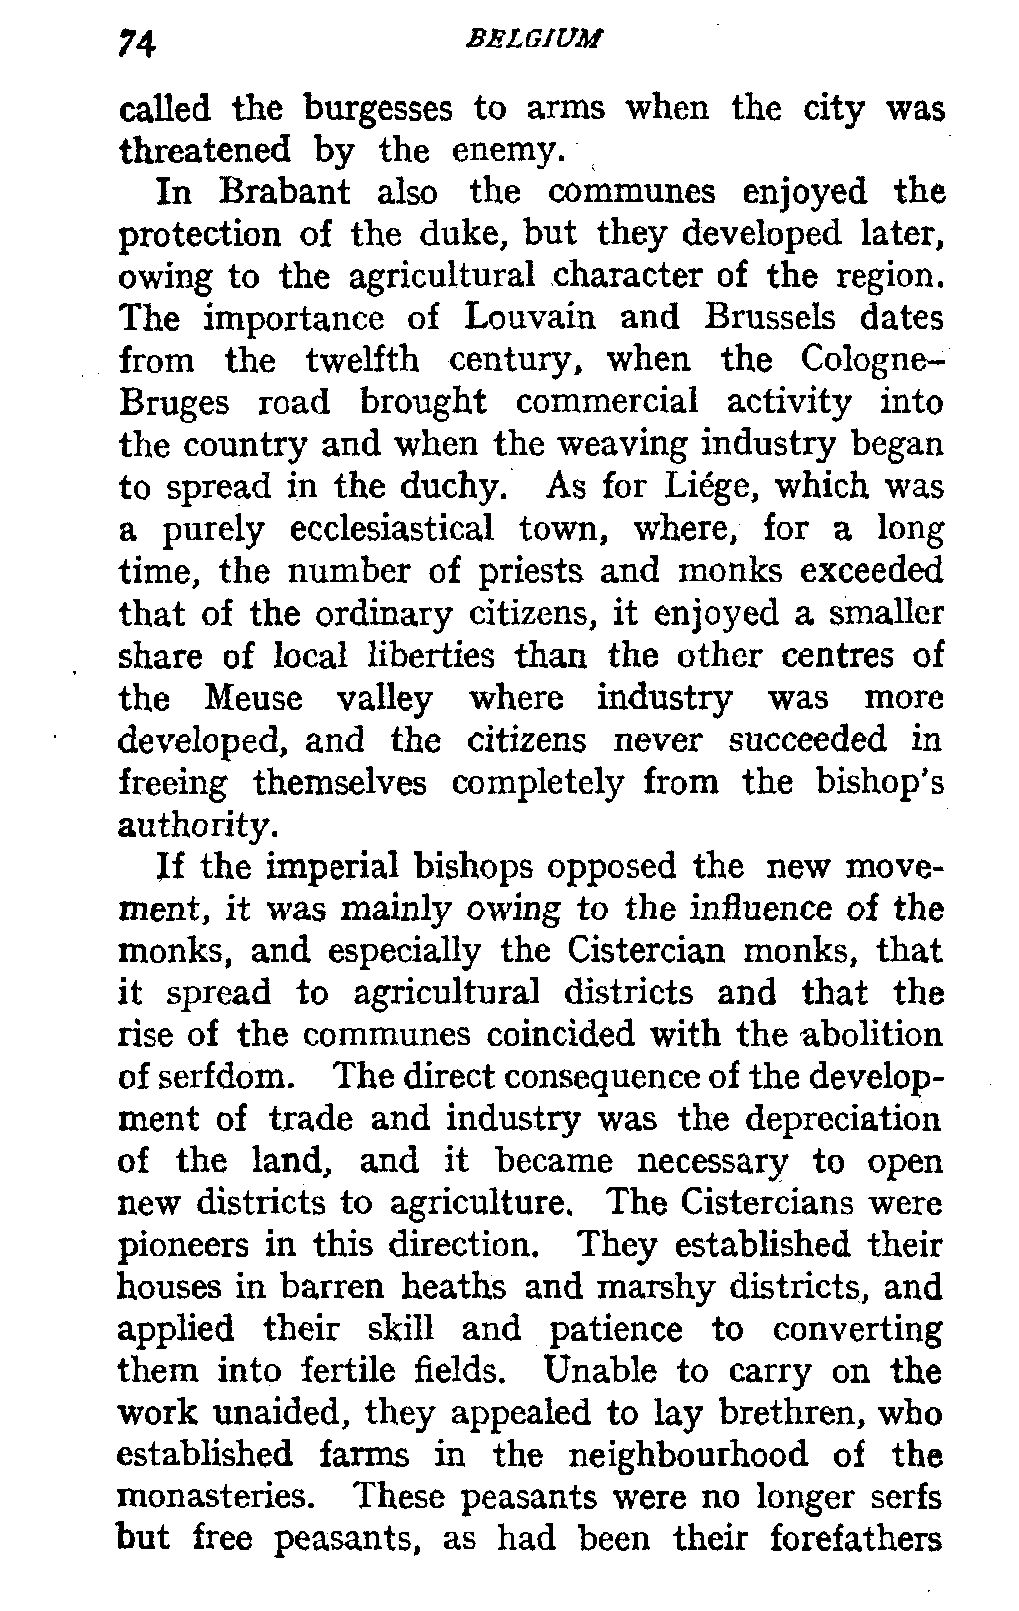 74 BELGIUM
called the burgesses to arms when the city was
threatened by the enemy.
In Brabant also the communes enjoyed the
protection of the duke, but they developed later,
owing to the agricultural character of the region.
The importance of Louvain and Brussels dates
from the twelfth century, when the Cologne–
Bruges road brought commercial activity into
the country and when the weaving industry began
to spread in the duchy. As for Liége, which was
a purely ecclesiastical town, where, for a long
time, the number of priests and monks exceeded
that of the ordinary citizens, it enjoyed a smaller
share of local liberties than the other centres of
the Meuse valley where industry was more
developed, and the citizens never succeeded in
freeing themselves completely from the bishop's
authority.
If the imperial bishops opposed the new move-
ment, it was mainly owing to the influence of the
monks, and especially the Cistercian monks, that
it spread to agricultural districts and that the
rise of the communes coincided with the abolition
of serfdom. The direct consequence of the develop-
ment of trade and industry was the depreciation
of the land, and it became necessary to open
new districts to agriculture. The Cistercians were
pioneers in this direction. They established their
houses in barren heaths and marshy districts, and
applied their skill and patience to converting
them into fertile fields. Unable to carry on the
work unaided, they appealed to lay brethren, who
established farms in the neighbourhood of the
monasteries. These peasants were no longer serfs
but free peasants, as had been their forefathers